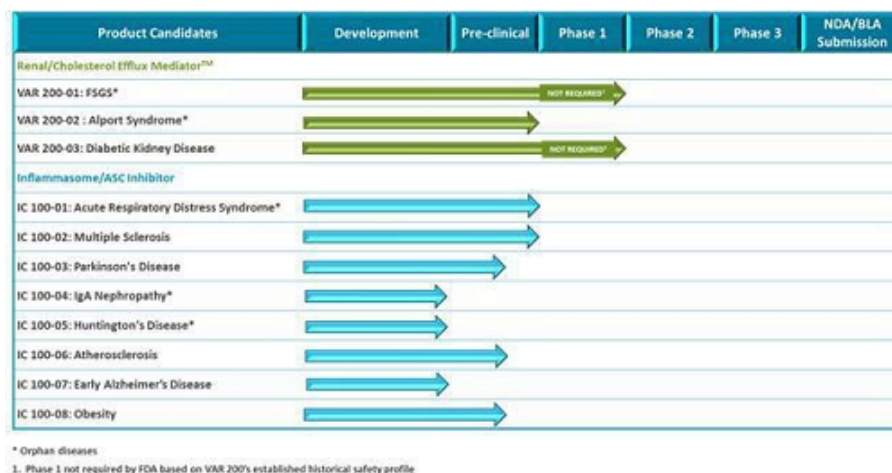 Product Candidates Development Pre-clinical Phase 1 Phase 2 Phase 3 NDA/BLA Submission
Renal/Cholesterol Efflux Mediator™
VAR 200-01: FSGS* NOT REQUIRED¹
VAR 200-02 : Alport Syndrome*
VAR 200-03: Diabetic Kidney Disease NOT REQUIRED¹
Inflammasome/ASC Inhibitor
IC 100-01: Acute Respiratory Distress Syndrome*
IC 100-02: Multiple Sclerosis
IC 100-03: Parkinson's Disease
IC 100-04: IgA Nephropathy*
IC 100-05: Huntington's Disease*
IC 100-06: Atherosclerosis
IC 100-07: Early Alzheimer's Disease
IC 100-08: Obesity
* Orphan diseases
1. Phase 1 not required by FDA based on VAR 200's established historical safety profile